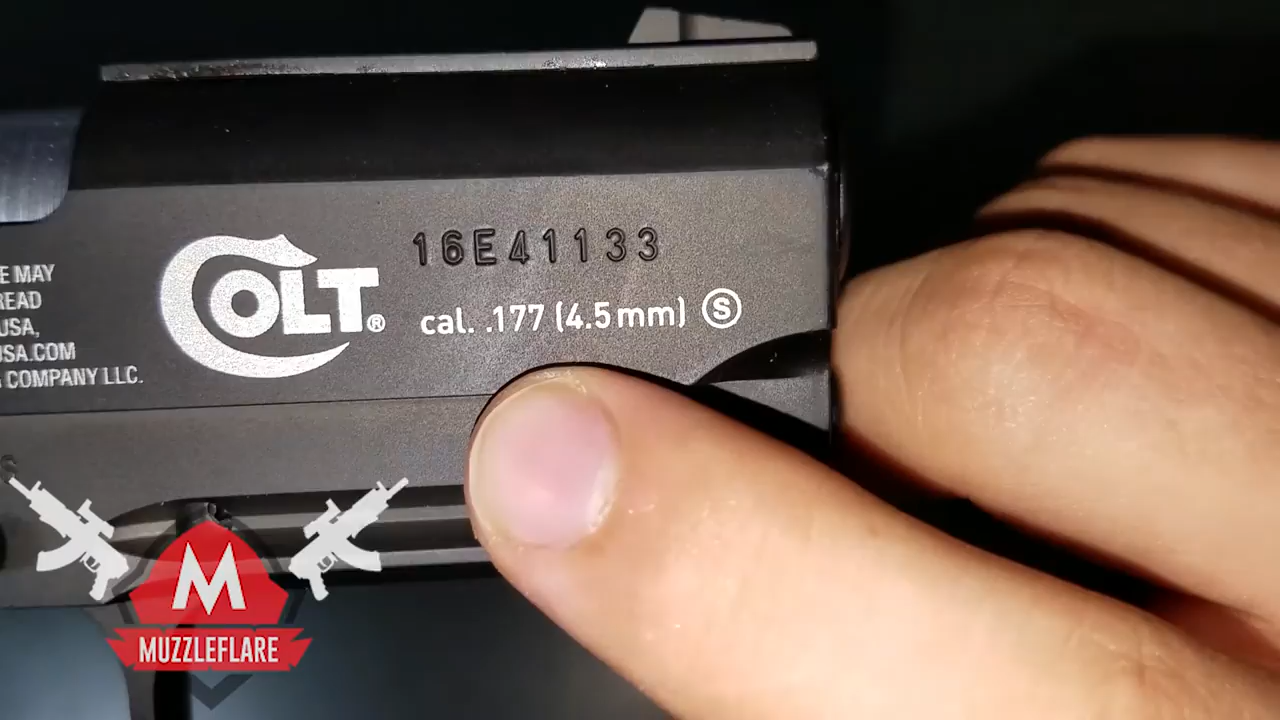 16E41133
COLT®
cal. .177 (4.5mm) Ⓢ
E MAY
READ
USA,
USA.COM
COMPANY LLC.
M
MUZZLEFLARE